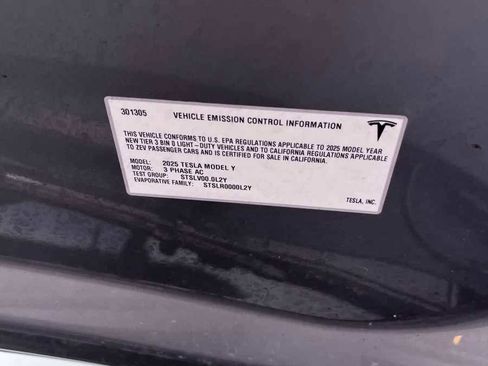 301305 VEHICLE EMISSION CONTROL INFORMATION
THIS VEHICLE CONFORMS TO U.S. EPA REGULATIONS APPLICABLE TO 2025 MODEL YEAR
NEW TIER 3 BIN 0 LIGHT-DUTY VEHICLES AND TO CALIFORNIA REGULATIONS APPLICABLE
TO ZEV PASSENGER CARS AND IS CERTIFIED FOR SALE IN CALIFORNIA.
MODEL: 2025 TESLA MODEL Y
MOTOR: 3 PHASE AC
TEST GROUP: STSLV00.0L2Y
EVAPORATIVE FAMILY: STSLR0000L2Y
TESLA, INC.